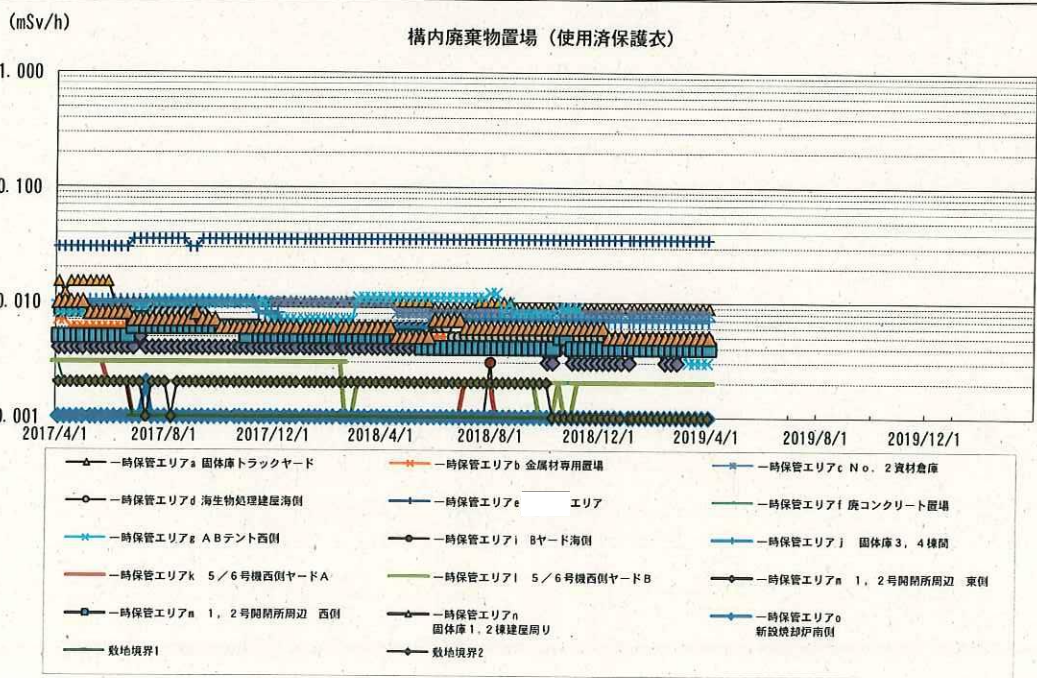 (mSv/h)
構内廃棄物置場（使用済保護衣）
1.000
0.100
0.010
0.001
2017/4/1 2017/8/1 2017/12/1 2018/4/1 2018/8/1 2018/12/1 2019/4/1 2019/8/1 2019/12/1
一時保管エリアa 固体庫トラックヤード
一時保管エリアb 金属材専用置場
一時保管エリアc No．2資材倉庫
一時保管エリアd 海生物処理建屋海側
一時保管エリアe エリア
一時保管エリアf 廃コンクリート置場
一時保管エリアg ABテント西側
一時保管エリアi Bヤード海側
一時保管エリアj 固体庫3，4棟間
一時保管エリアk 5／6号機西側ヤードA
一時保管エリアl 5／6号機西側ヤードB
一時保管エリアm 1，2号開閉所周辺 東側
一時保管エリアm 1，2号開閉所周辺 西側
一時保管エリアn
固体庫1，2棟建屋周り
一時保管エリアo
新設焼却炉南側
敷地境界1
敷地境界2